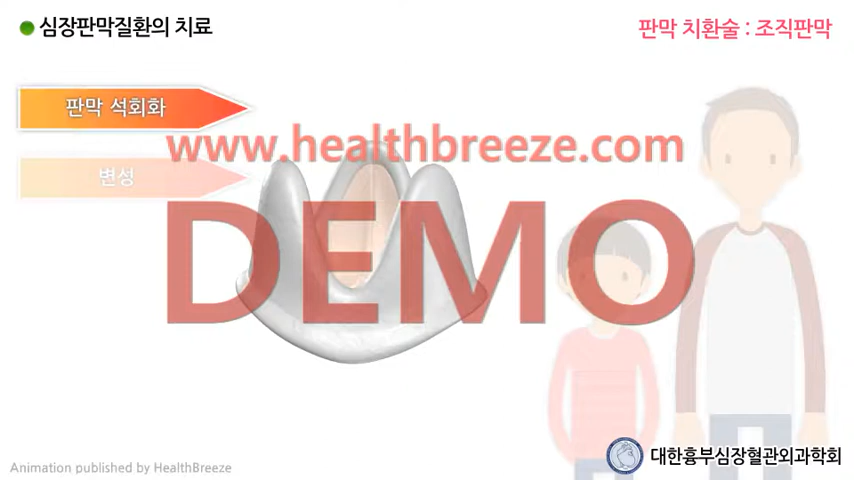 심장판막질환의 치료
판막 치환술 : 조직판막
판막 석회화
www.healthbreeze.com
변성
DEMO
Animation published by HealthBreeze
대한흉부심장혈관외과학회